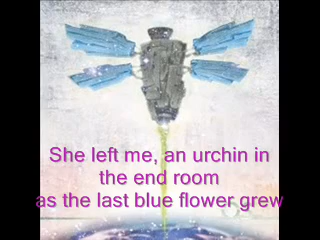 She left me, an urchin in
the end room
as the last blue flower grew